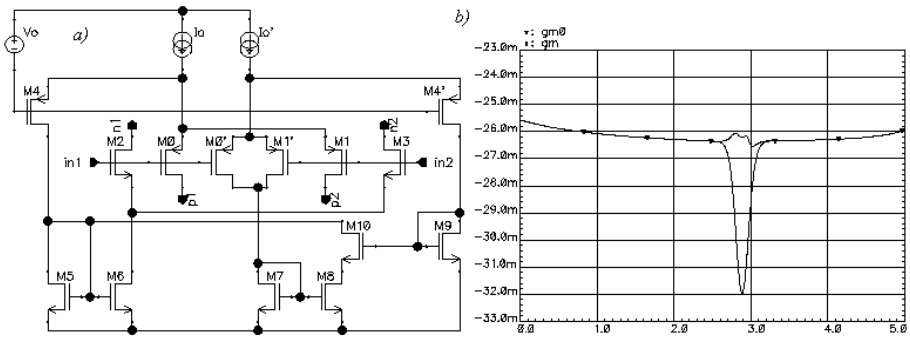 a)
Vo
Io
Io'
M4
M4'
n1
n2
M2
M0
M0'
M1'
M1
M3
in1
in2
p1
p2
M10
M9
M5
M6
M7
M8
b)
▾: gm0
▪: gm
-23.0m
-24.0m
-25.0m
-26.0m
-27.0m
-28.0m
-29.0m
-30.0m
-31.0m
-32.0m
-33.0m
0.0
1.0
2.0
3.0
4.0
5.0